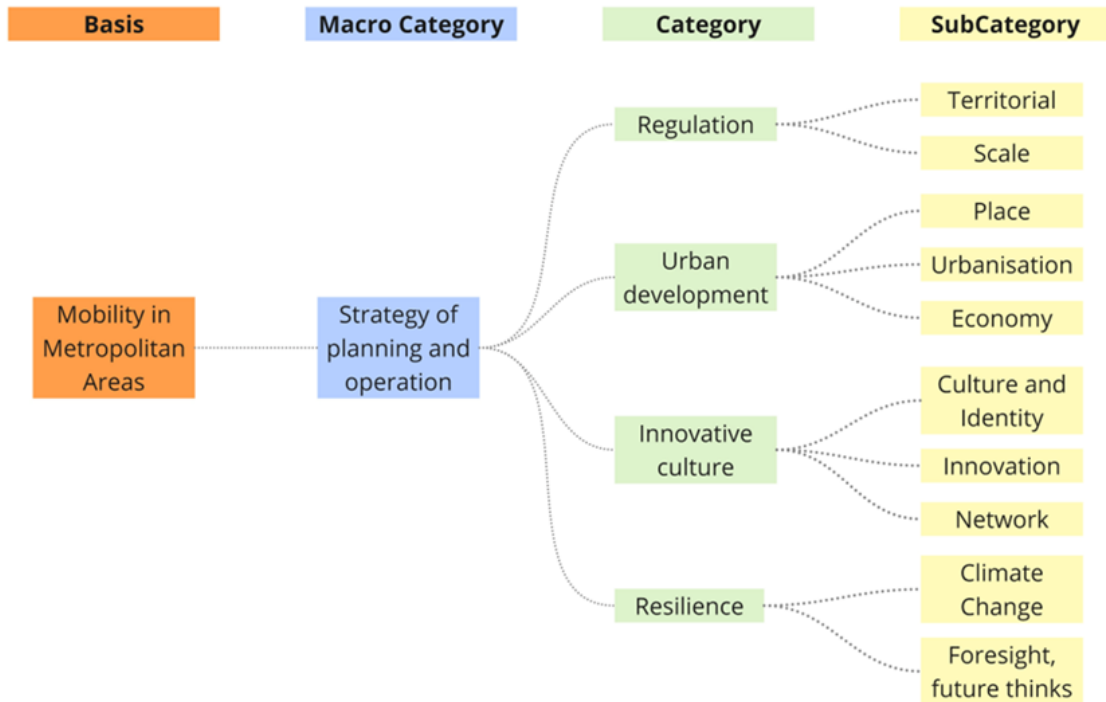 Basis
Macro Category
Category
SubCategory
Mobility in
Metropolitan
Areas
Strategy of
planning and
operation
Regulation
Territorial
Scale
Urban
development
Place
Urbanisation
Economy
Innovative
culture
Culture and
Identity
Innovation
Network
Resilience
Climate
Change
Foresight,
future thinks